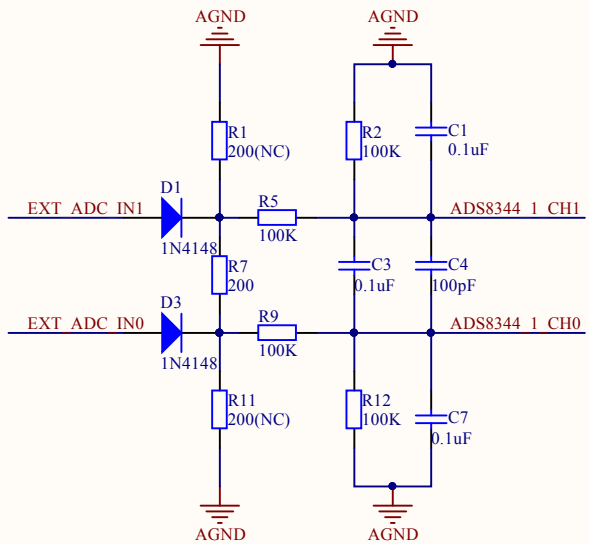 AGND
AGND
R1
200(NC)
R2
100K
C1
0.1uF
D1
EXT_ADC_IN1
1N4148
R5
100K
ADS8344_1_CH1
R7
200
C3
0.1uF
C4
100pF
D3
EXT_ADC_IN0
1N4148
R9
100K
ADS8344_1_CH0
R11
200(NC)
R12
100K
C7
0.1uF
AGND
AGND